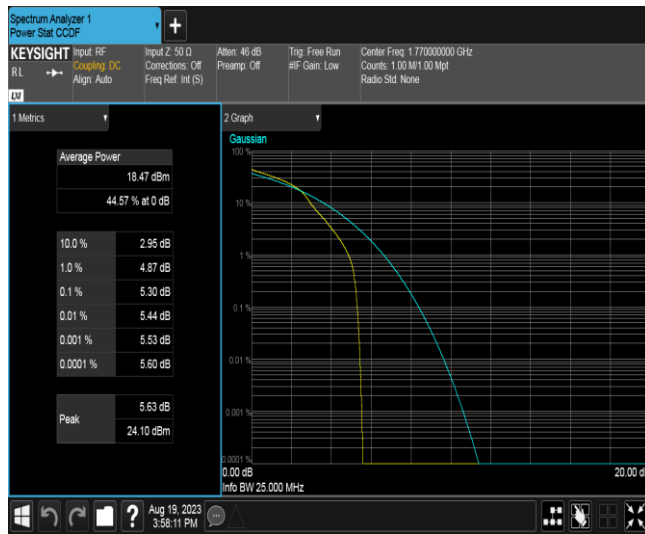 Spectrum Analyzer 1
Power Stat CCDF
+
KEYSIGHT
RL
LXI
Input: RF
Coupling: DC
Align: Auto
Input Z: 50 Ω
Corrections: Off
Freq Ref: Int (S)
Atten: 46 dB
Preamp: Off
Trig: Free Run
#IF Gain: Low
Center Freq: 1.770000000 GHz
Counts: 1.00 M/1.00 Mpt
Radio Std: None
1 Metrics
Average Power
18.47 dBm
44.57 % at 0 dB
10.0 % 2.95 dB
1.0 % 4.87 dB
0.1 % 5.30 dB
0.01 % 5.44 dB
0.001 % 5.53 dB
0.0001 % 5.60 dB
Peak
5.63 dB
24.10 dBm
2 Graph
Gaussian
100 %
10 %
1 %
0.1 %
0.01 %
0.001 %
0.0001 %
0.00 dB
20.00 d
Info BW 25.000 MHz
?
Aug 19, 2023
3:58:11 PM